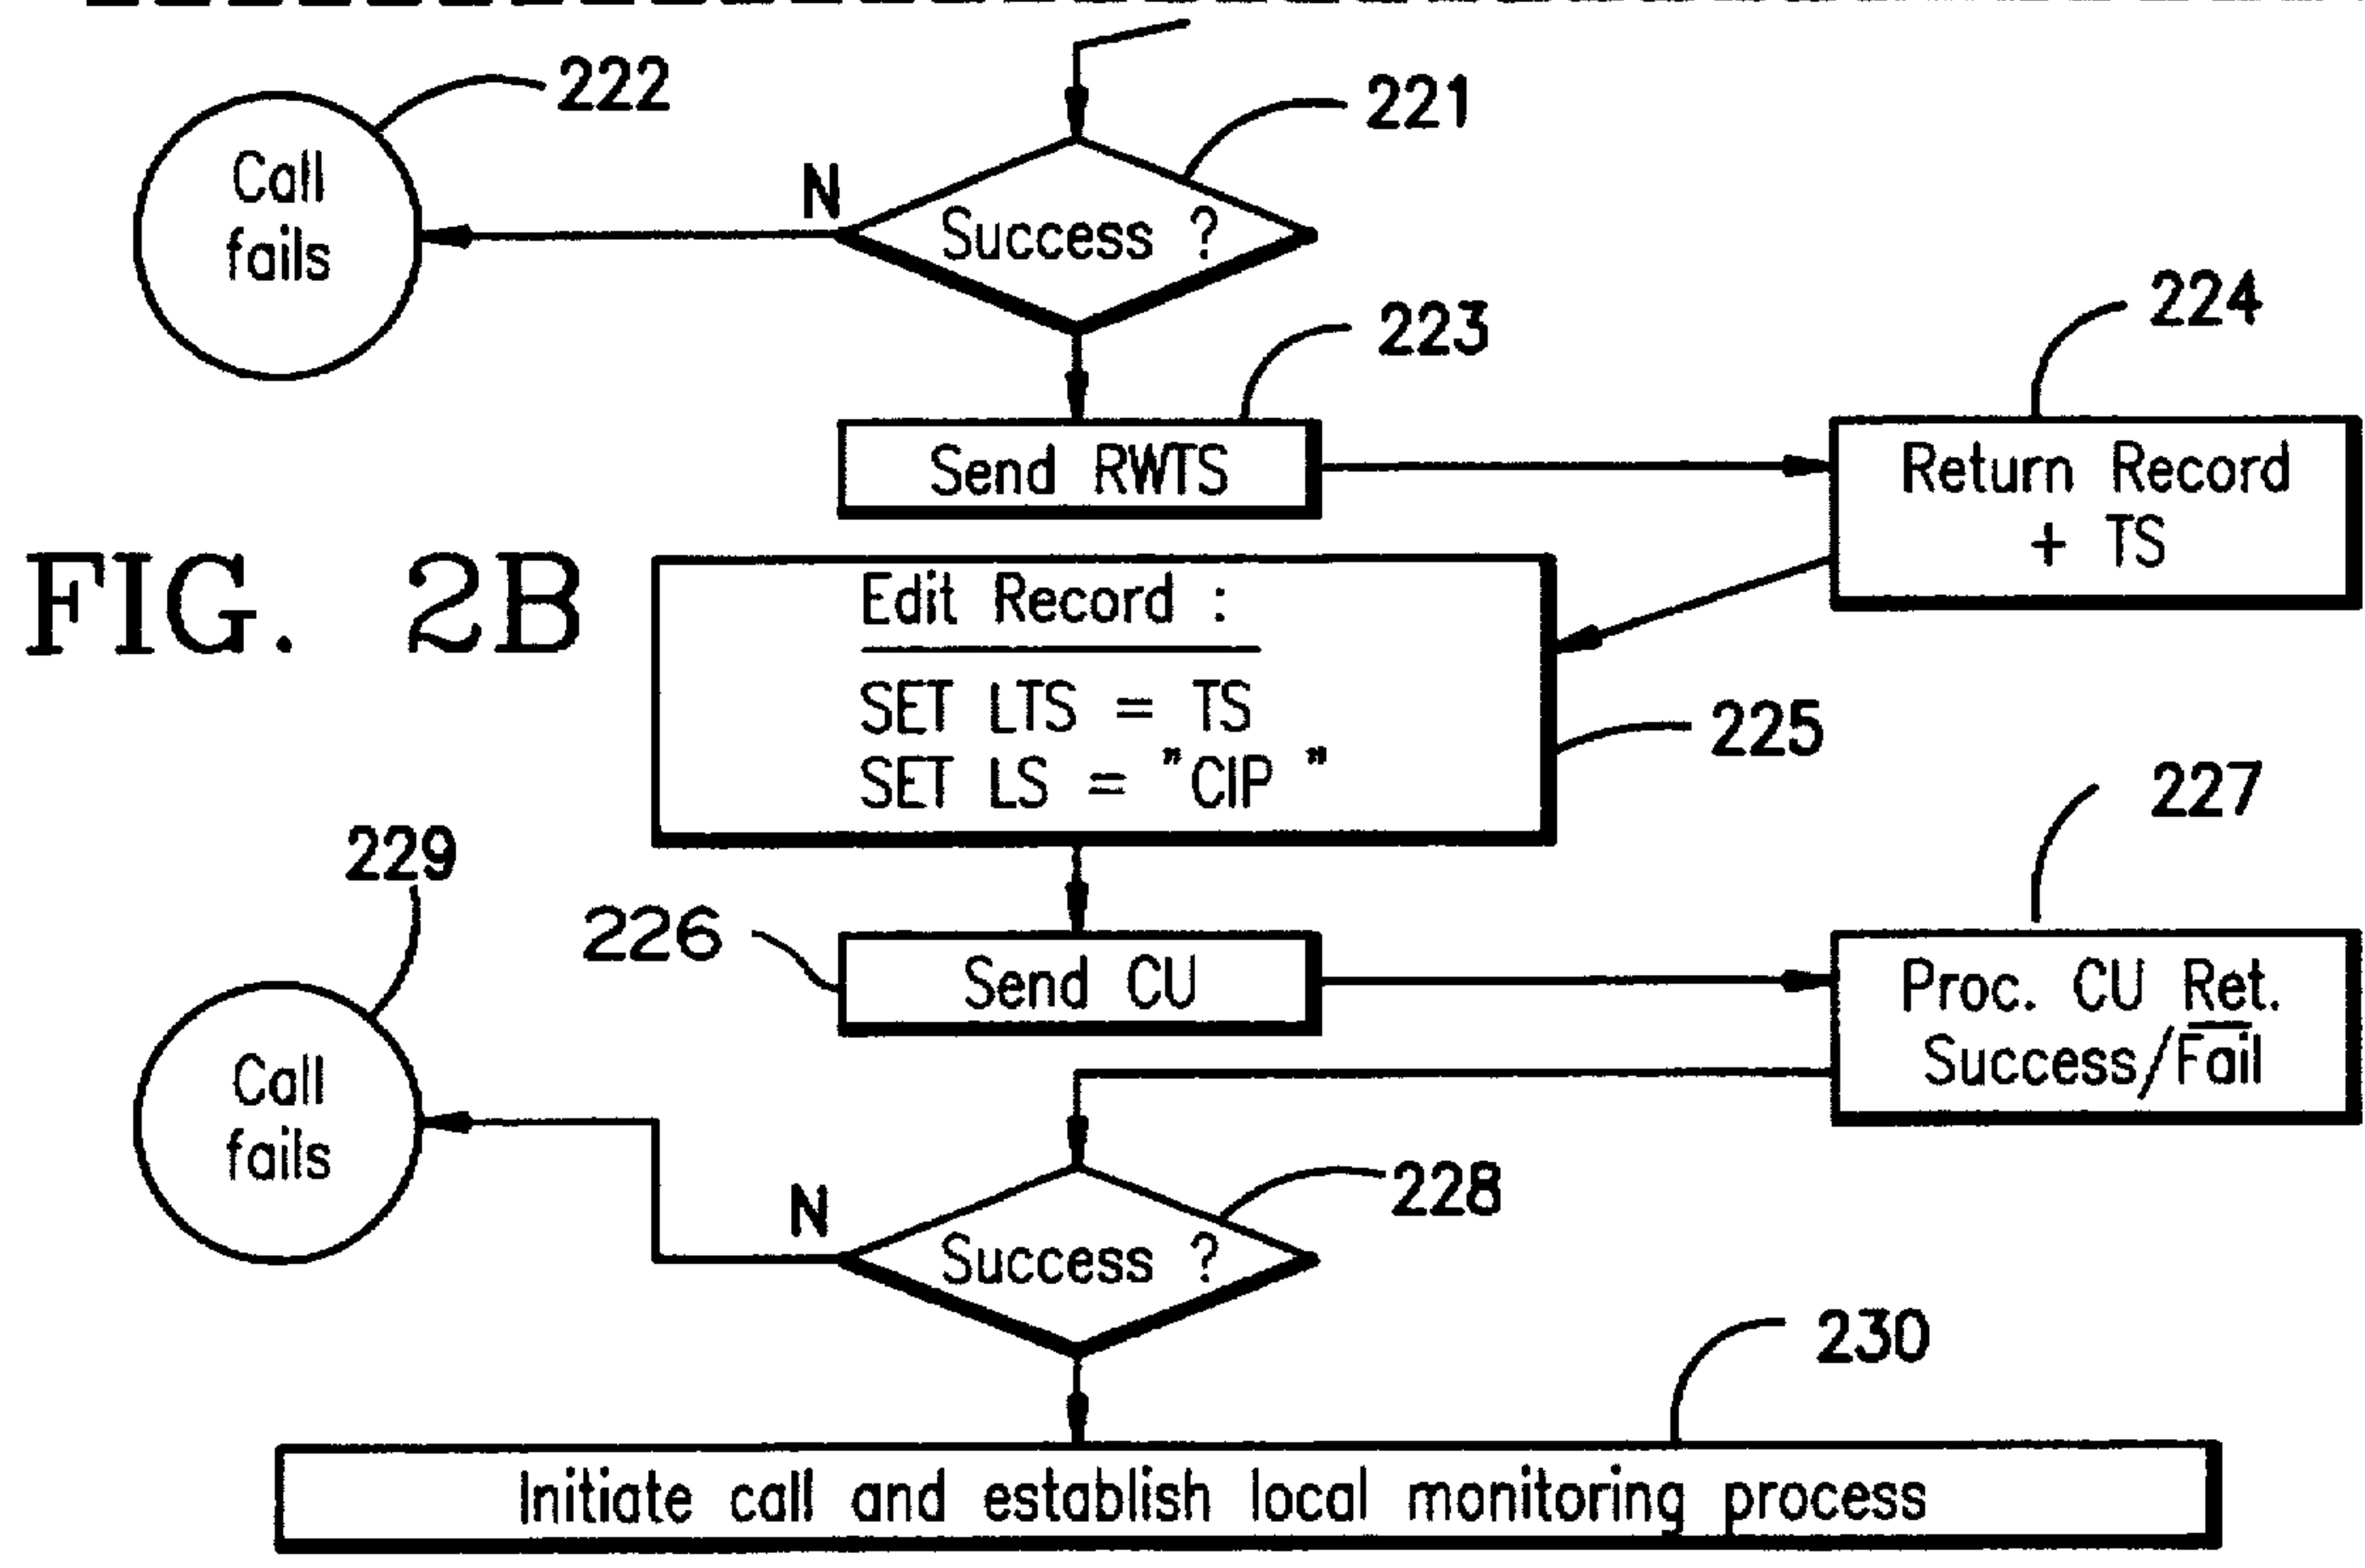 222
221
Call
fails
N
Success ?
223
224
Send RWTS
Return Record
+ TS
FIG. 2B
Edit Record :
SET LTS = TS
SET LS = "CIP "
225
227
229
226
Send CU
Proc. CU Ret.
Success/Fail
Call
fails
N
228
Success ?
230
Initiate call and establish local monitoring process